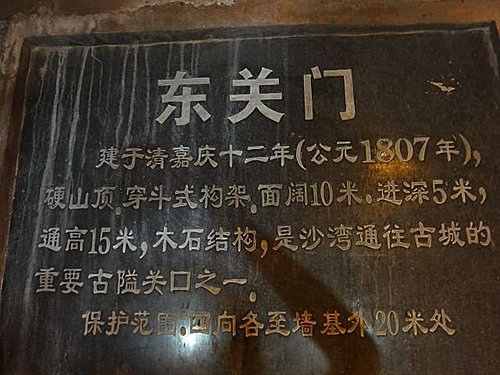 东关门
建于清嘉庆十二年(公元1807年),
硬山顶.穿斗式构架.面阔10米.进深5米,
通高15米,木石结构,是沙湾通往古城的
重要古隘关口之一.
保护范围:四向各至墙基外20米处